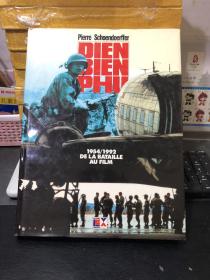 Pierre Schoendoerffer
DIEN
BIEN
PHU
1954/1992
DE LA BATAILLE
AU FILM